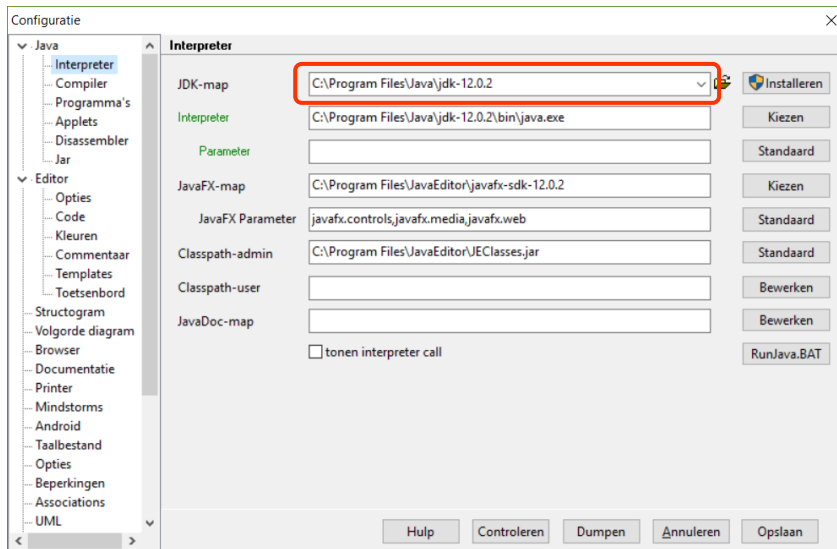 Configuratie
Java
Interpreter
Compiler
Programma's
Applets
Disassembler
Jar
Editor
Opties
Code
Kleuren
Commentaar
Templates
Toetsenbord
Structogram
Volgorde diagram
Browser
Documentatie
Printer
Mindstorms
Android
Taalbestand
Opties
Beperkingen
Associations
UML
Interpreter
JDK-map C:\Program Files\Java\jdk-12.0.2 Installeren
Interpreter C:\Program Files\Java\jdk-12.0.2\bin\java.exe Kiezen
Parameter Standaard
JavaFX-map C:\Program Files\JavaEditor\javafx-sdk-12.0.2 Kiezen
JavaFX Parameter javafx.controls,javafx.media,javafx.web Standaard
Classpath-admin C:\Program Files\JavaEditor\JEClasses.jar Standaard
Classpath-user Bewerken
JavaDoc-map Bewerken
tonen interpreter call RunJava.BAT
Hulp Controleren Dumpen Annuleren Opslaan